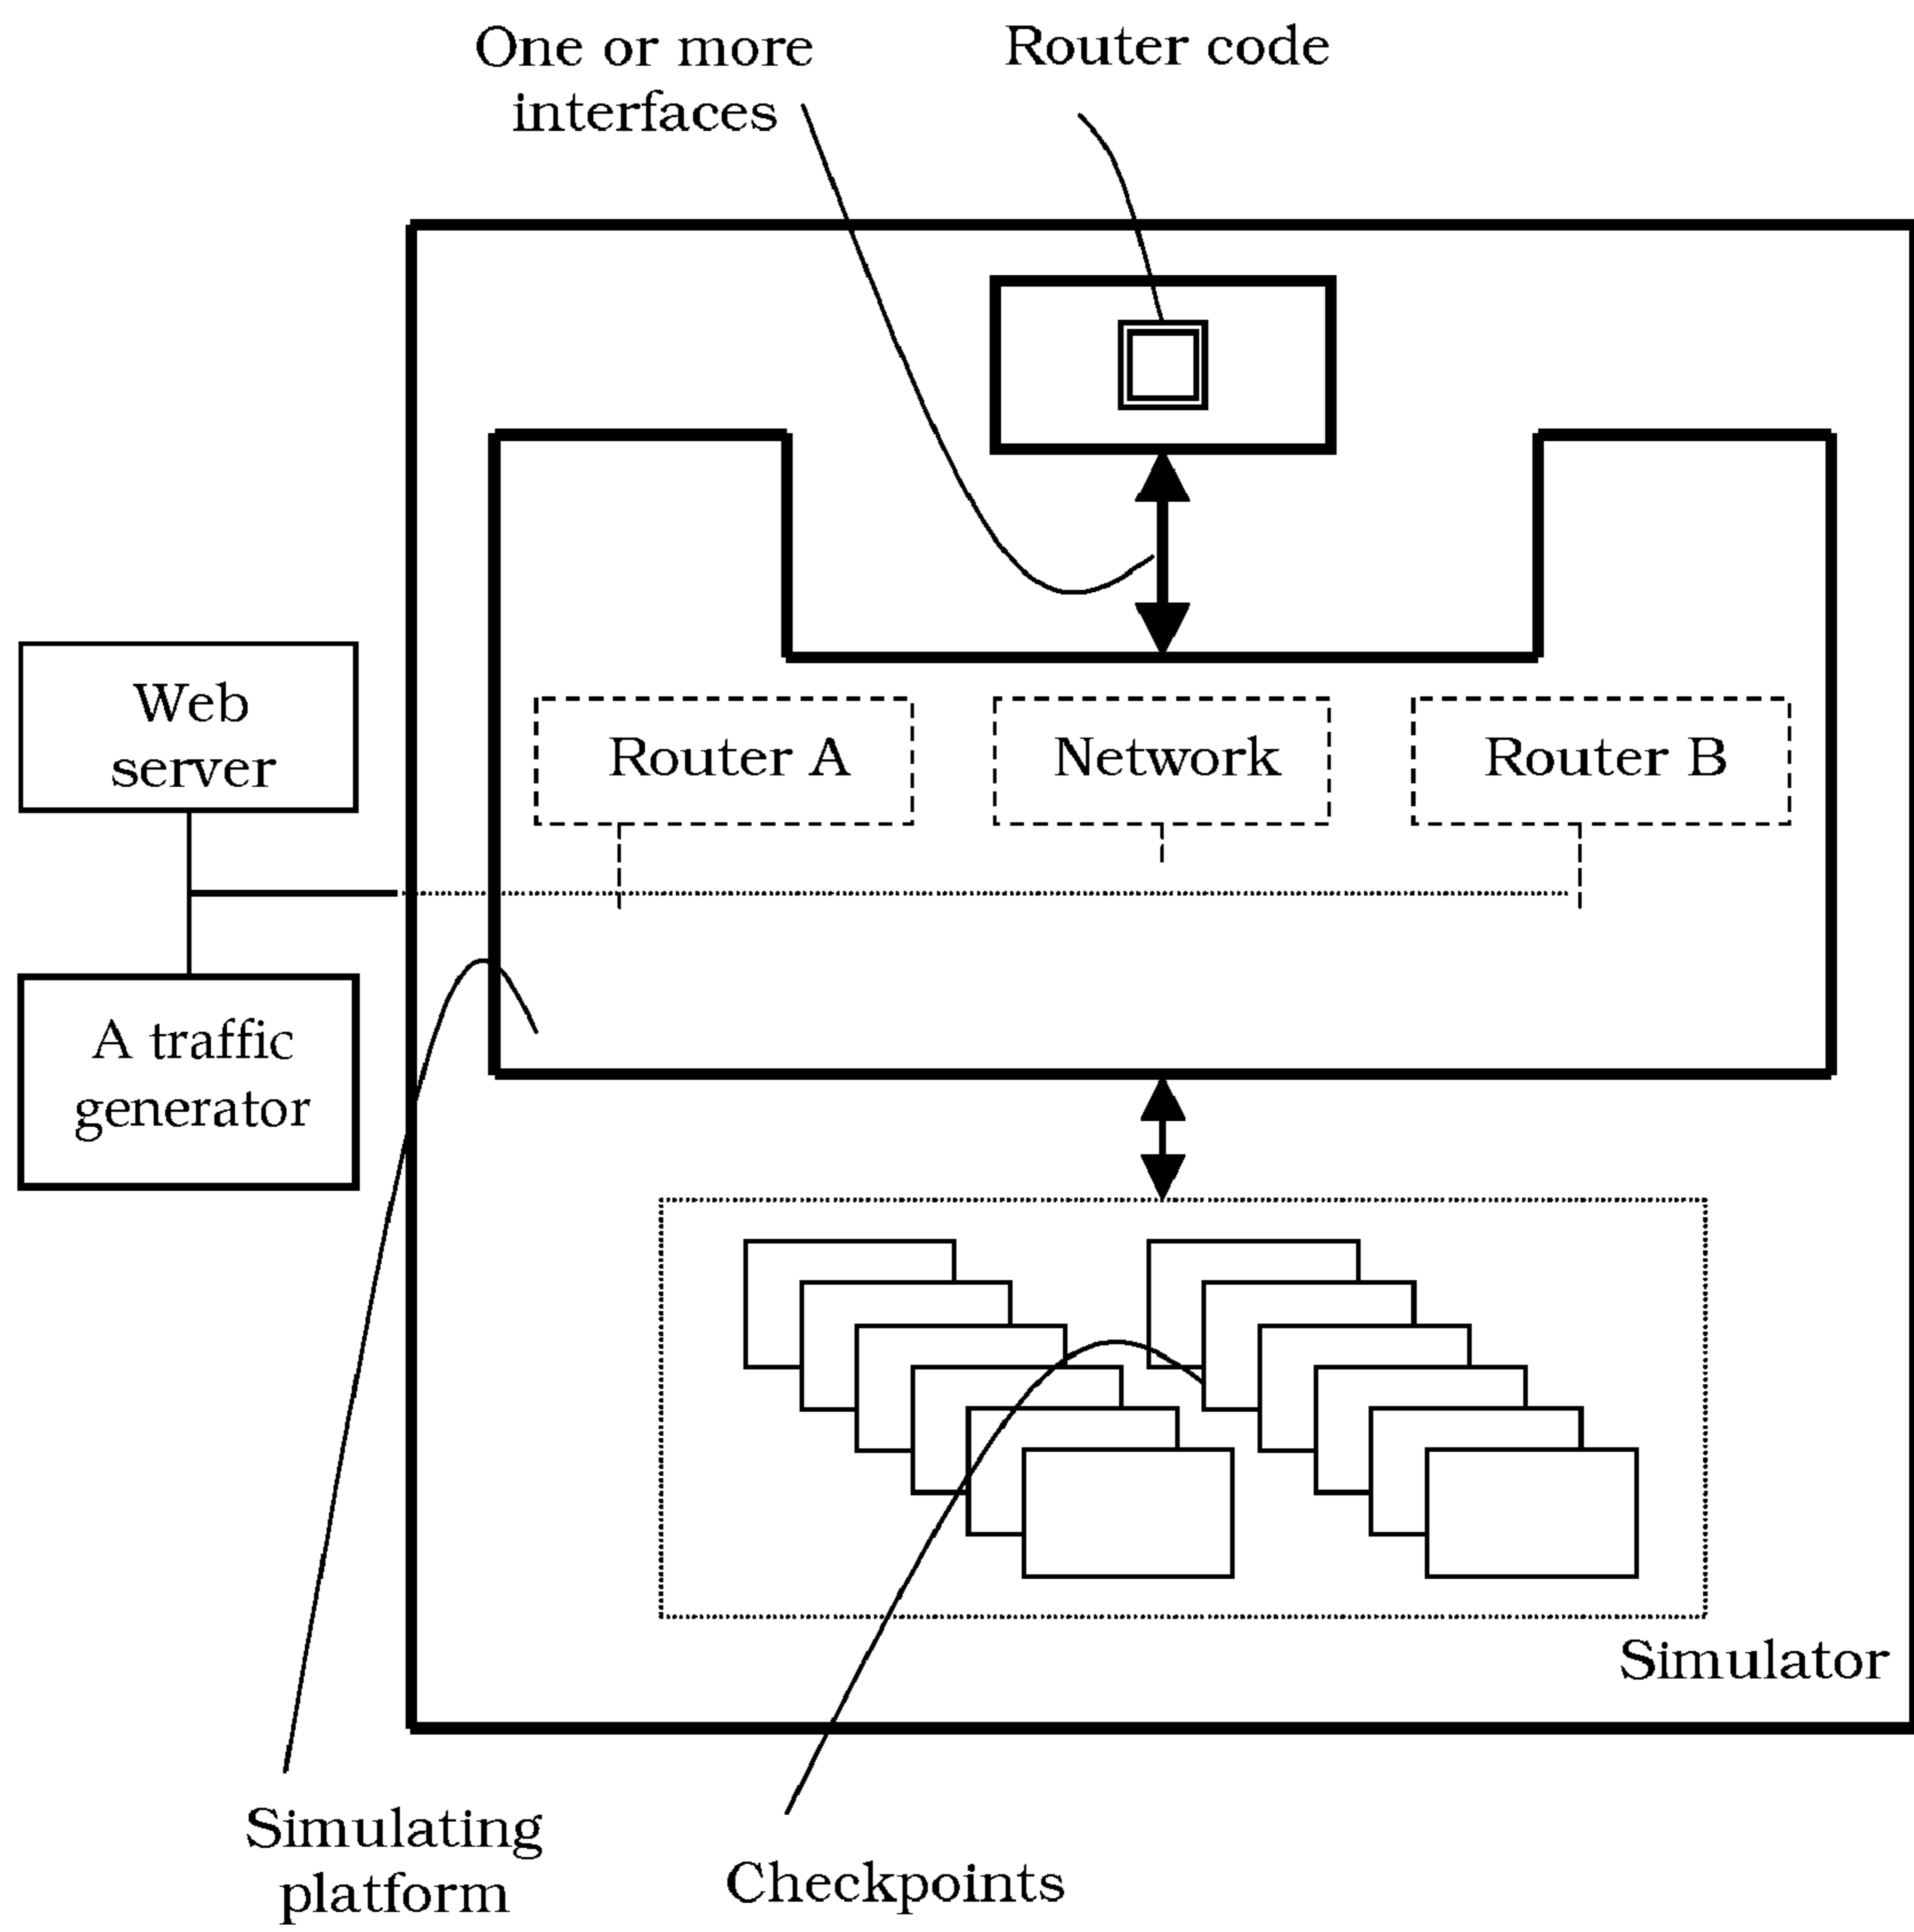 One or more
interfaces
Router code
Web
server
Router A
Network
Router B
A traffic
generator
Simulator
Simulating
platform
Checkpoints